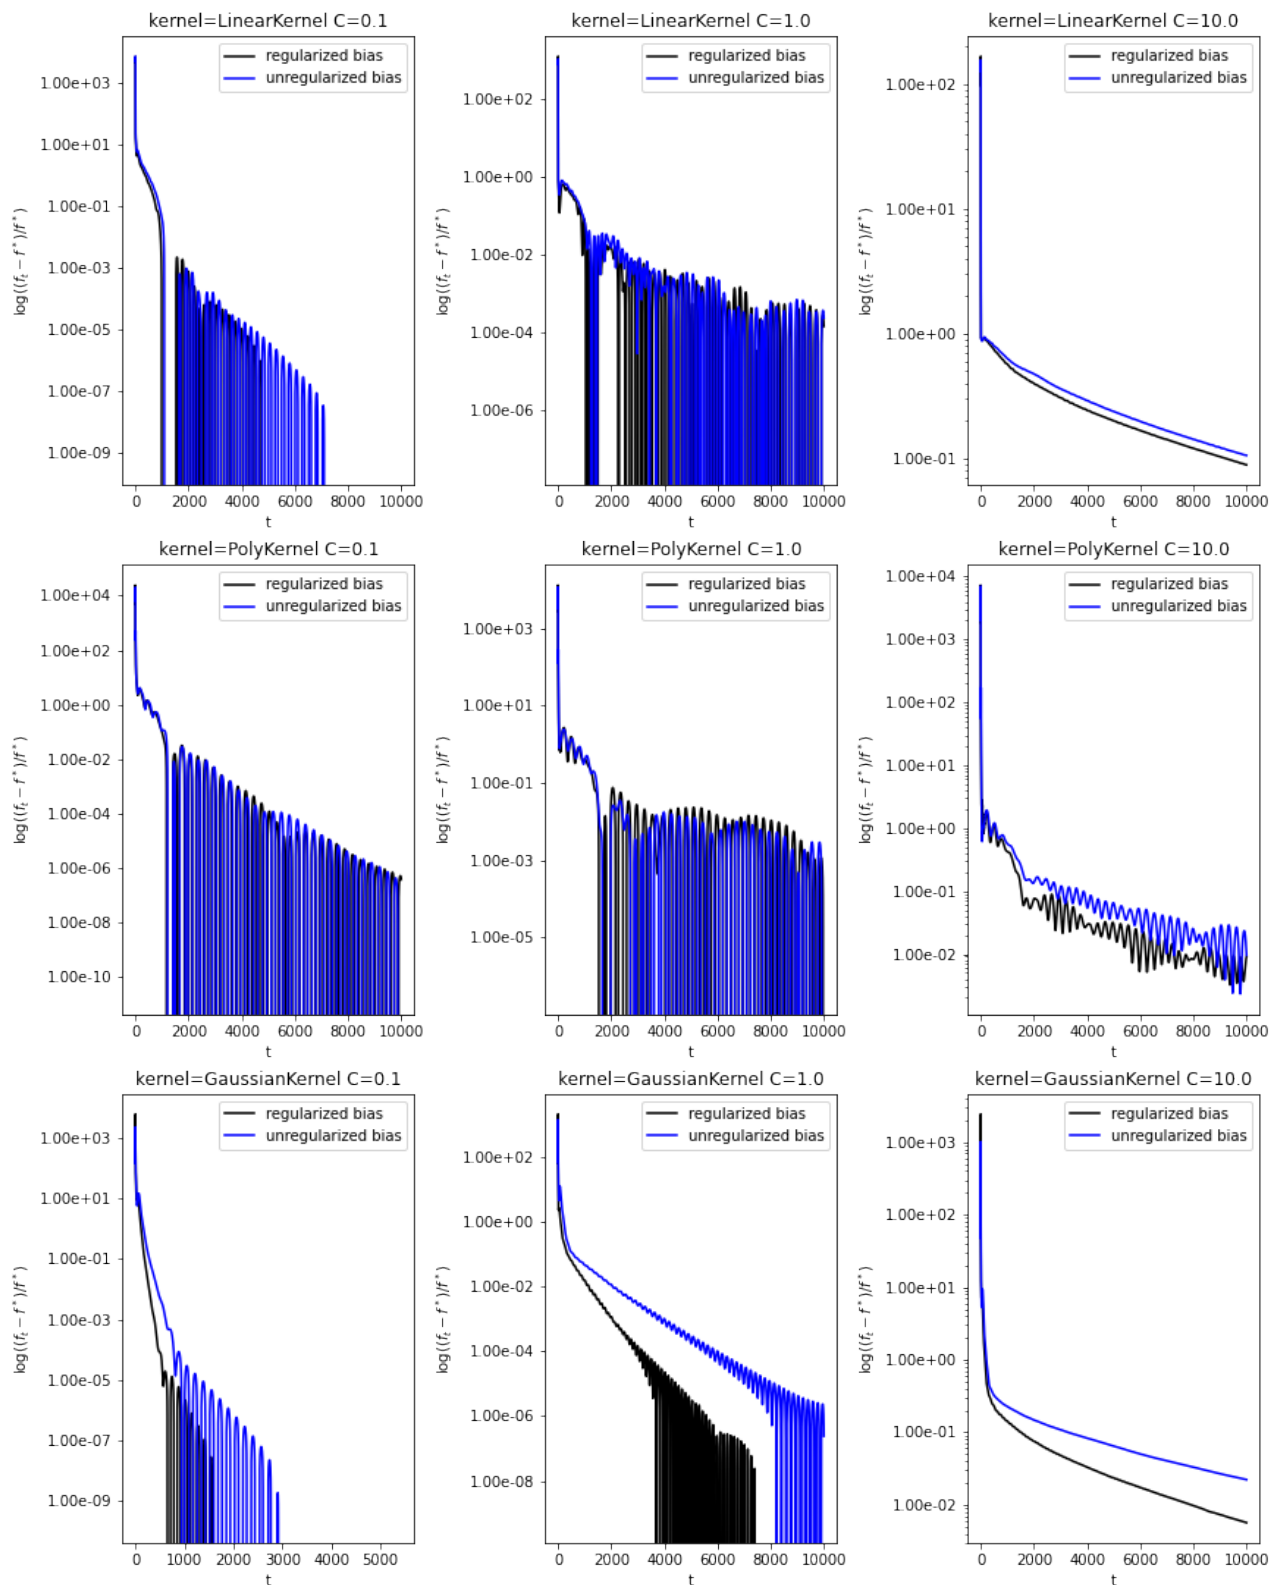 kernel=LinearKernel C=0.1
kernel=LinearKernel C=1.0
kernel=LinearKernel C=10.0
regularized bias
unregularized bias
regularized bias
unregularized bias
regularized bias
unregularized bias
1.00e+03
1.00e+01
1.00e-01
1.00e-03
1.00e-05
1.00e-07
1.00e-09
log((f_t − f*)/f*)
0 2000 4000 6000 8000 10000
t
1.00e+02
1.00e+00
1.00e-02
1.00e-04
1.00e-06
log((f_t − f*)/f*)
0 2000 4000 6000 8000 10000
t
1.00e+02
1.00e+01
1.00e+00
1.00e-01
log((f_t − f*)/f*)
0 2000 4000 6000 8000 10000
t
kernel=PolyKernel C=0.1
kernel=PolyKernel C=1.0
kernel=PolyKernel C=10.0
regularized bias
unregularized bias
regularized bias
unregularized bias
regularized bias
unregularized bias
1.00e+04
1.00e+02
1.00e+00
1.00e-02
1.00e-04
1.00e-06
1.00e-08
1.00e-10
log((f_t − f*)/f*)
0 2000 4000 6000 8000 10000
t
1.00e+03
1.00e+01
1.00e-01
1.00e-03
1.00e-05
log((f_t − f*)/f*)
0 2000 4000 6000 8000 10000
t
1.00e+04
1.00e+03
1.00e+02
1.00e+01
1.00e+00
1.00e-01
1.00e-02
log((f_t − f*)/f*)
0 2000 4000 6000 8000 10000
t
kernel=GaussianKernel C=0.1
kernel=GaussianKernel C=1.0
kernel=GaussianKernel C=10.0
regularized bias
unregularized bias
regularized bias
unregularized bias
regularized bias
unregularized bias
1.00e+03
1.00e+01
1.00e-01
1.00e-03
1.00e-05
1.00e-07
1.00e-09
log((f_t − f*)/f*)
0 1000 2000 3000 4000 5000
t
1.00e+02
1.00e+00
1.00e-02
1.00e-04
1.00e-06
1.00e-08
log((f_t − f*)/f*)
0 2000 4000 6000 8000 10000
t
1.00e+03
1.00e+02
1.00e+01
1.00e+00
1.00e-01
1.00e-02
log((f_t − f*)/f*)
0 2000 4000 6000 8000 10000
t